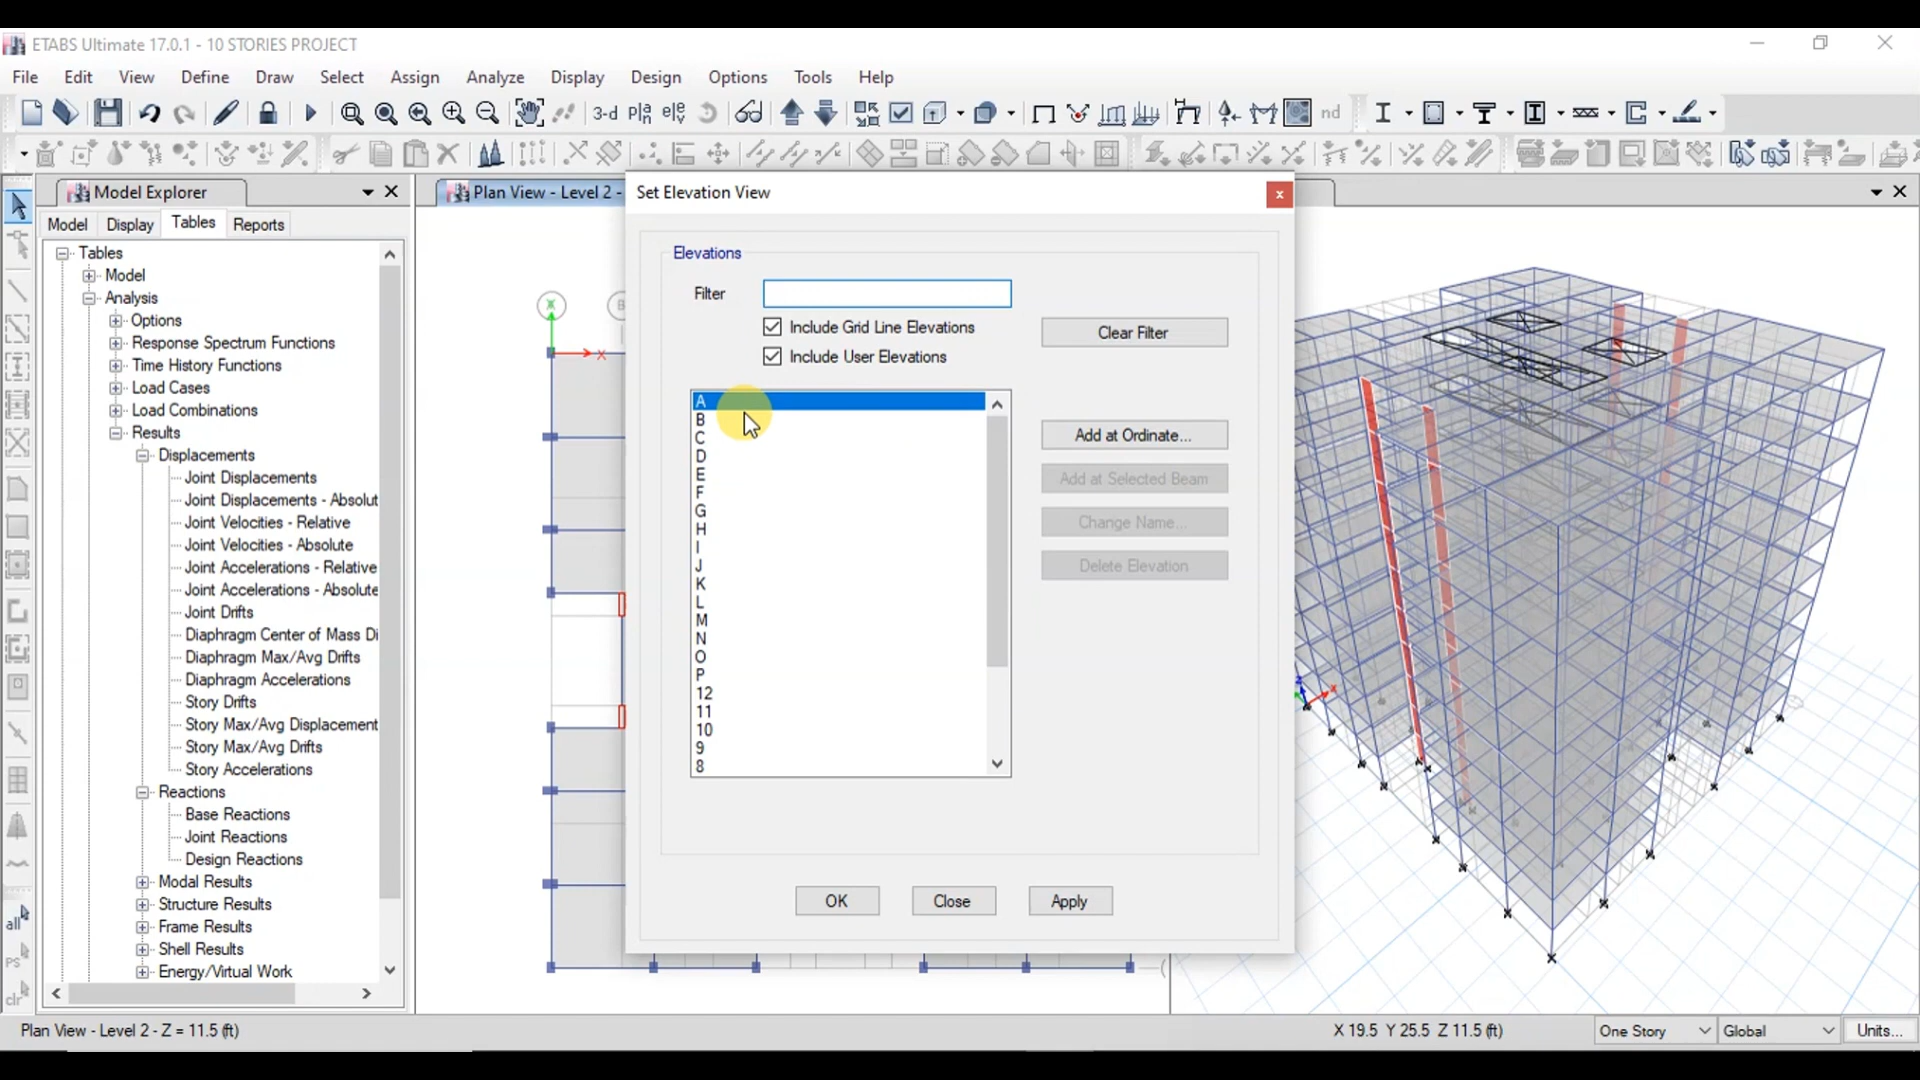 ETABS Ultimate 17.0.1 - 10 STORIES PROJECT
File Edit View Define Draw Select Assign Analyze Display Design Options Tools Help
3-d pla ele nd
Model Explorer
Plan View - Level 2 -
Set Elevation View
Model Display Tables Reports
Tables
Model
Analysis
Options
Response Spectrum Functions
Time History Functions
Load Cases
Load Combinations
Results
Displacements
Joint Displacements
Joint Displacements - Absolut
Joint Velocities - Relative
Joint Velocities - Absolute
Joint Accelerations - Relative
Joint Accelerations - Absolute
Joint Drifts
Diaphragm Center of Mass Di
Diaphragm Max/Avg Drifts
Diaphragm Accelerations
Story Drifts
Story Max/Avg Displacement
Story Max/Avg Drifts
Story Accelerations
Reactions
Base Reactions
Joint Reactions
Design Reactions
Modal Results
Structure Results
Frame Results
Shell Results
Energy/Virtual Work
all
PS
clr
X
Elevations
Filter
Include Grid Line Elevations
Include User Elevations
Clear Filter
A
B
C
D
E
F
G
H
I
J
K
L
M
N
O
P
12
11
10
9
8
Add at Ordinate...
Add at Selected Beam
Change Name...
Delete Elevation
OK Close Apply
Plan View - Level 2 - Z = 11.5 (ft)
X 19.5 Y 25.5 Z 11.5 (ft)
One Story
Global
Units...